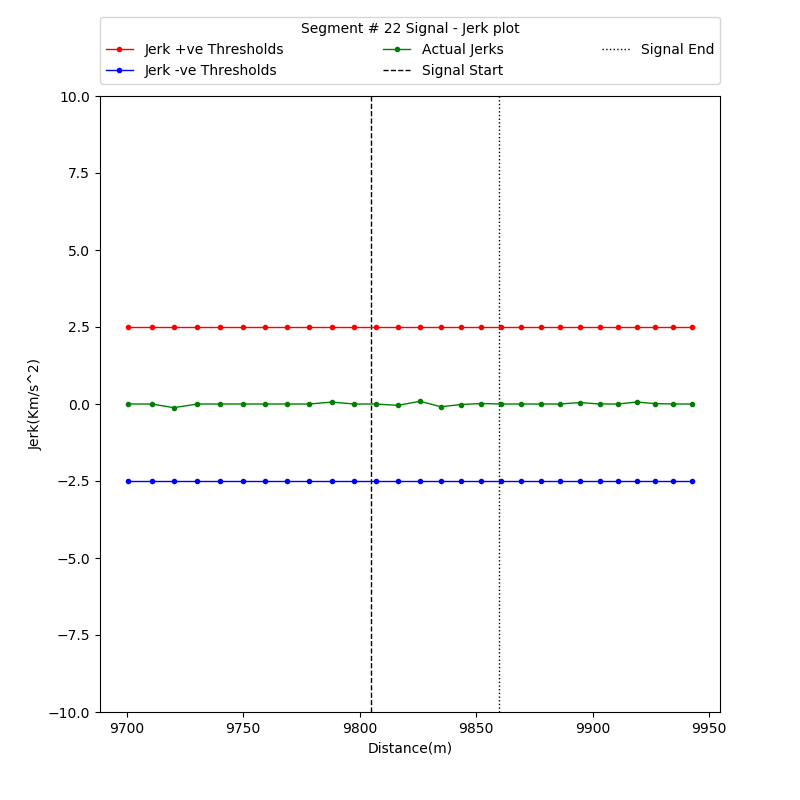 Segment # 22 Signal - Jerk plot
Jerk +ve Thresholds
Jerk -ve Thresholds
Actual Jerks
Signal Start
Signal End
10.0
7.5
5.0
2.5
0.0
−2.5
−5.0
−7.5
−10.0
Jerk(Km/s^2)
9700 9750 9800 9850 9900 9950
Distance(m)